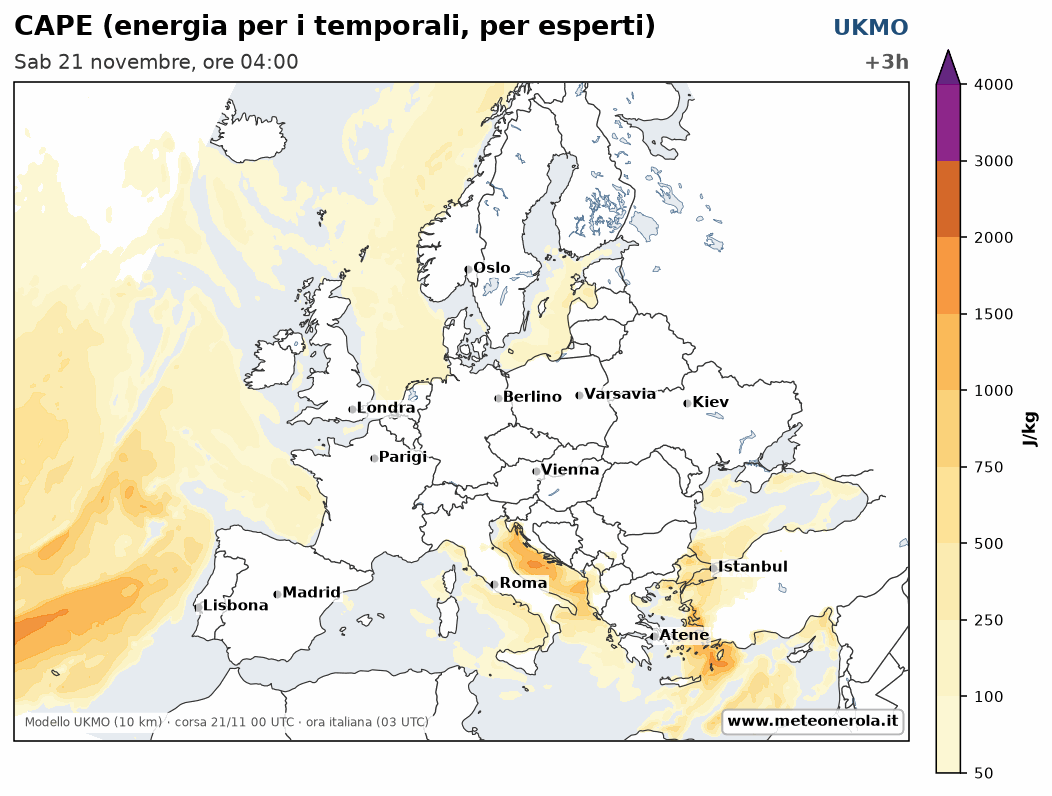 CAPE (energia per i temporali, per esperti)
UKMO
Sab 21 novembre, ore 04:00
+3h
4000
3000
2000
1500
1000
750
500
250
100
50
J/kg
Oslo
Berlino
Varsavia
Kiev
Londra
Parigi
Vienna
Istanbul
Roma
Madrid
Lisbona
Atene
Modello UKMO (10 km) · corsa 21/11 00 UTC · ora italiana (03 UTC)
www.meteonerola.it